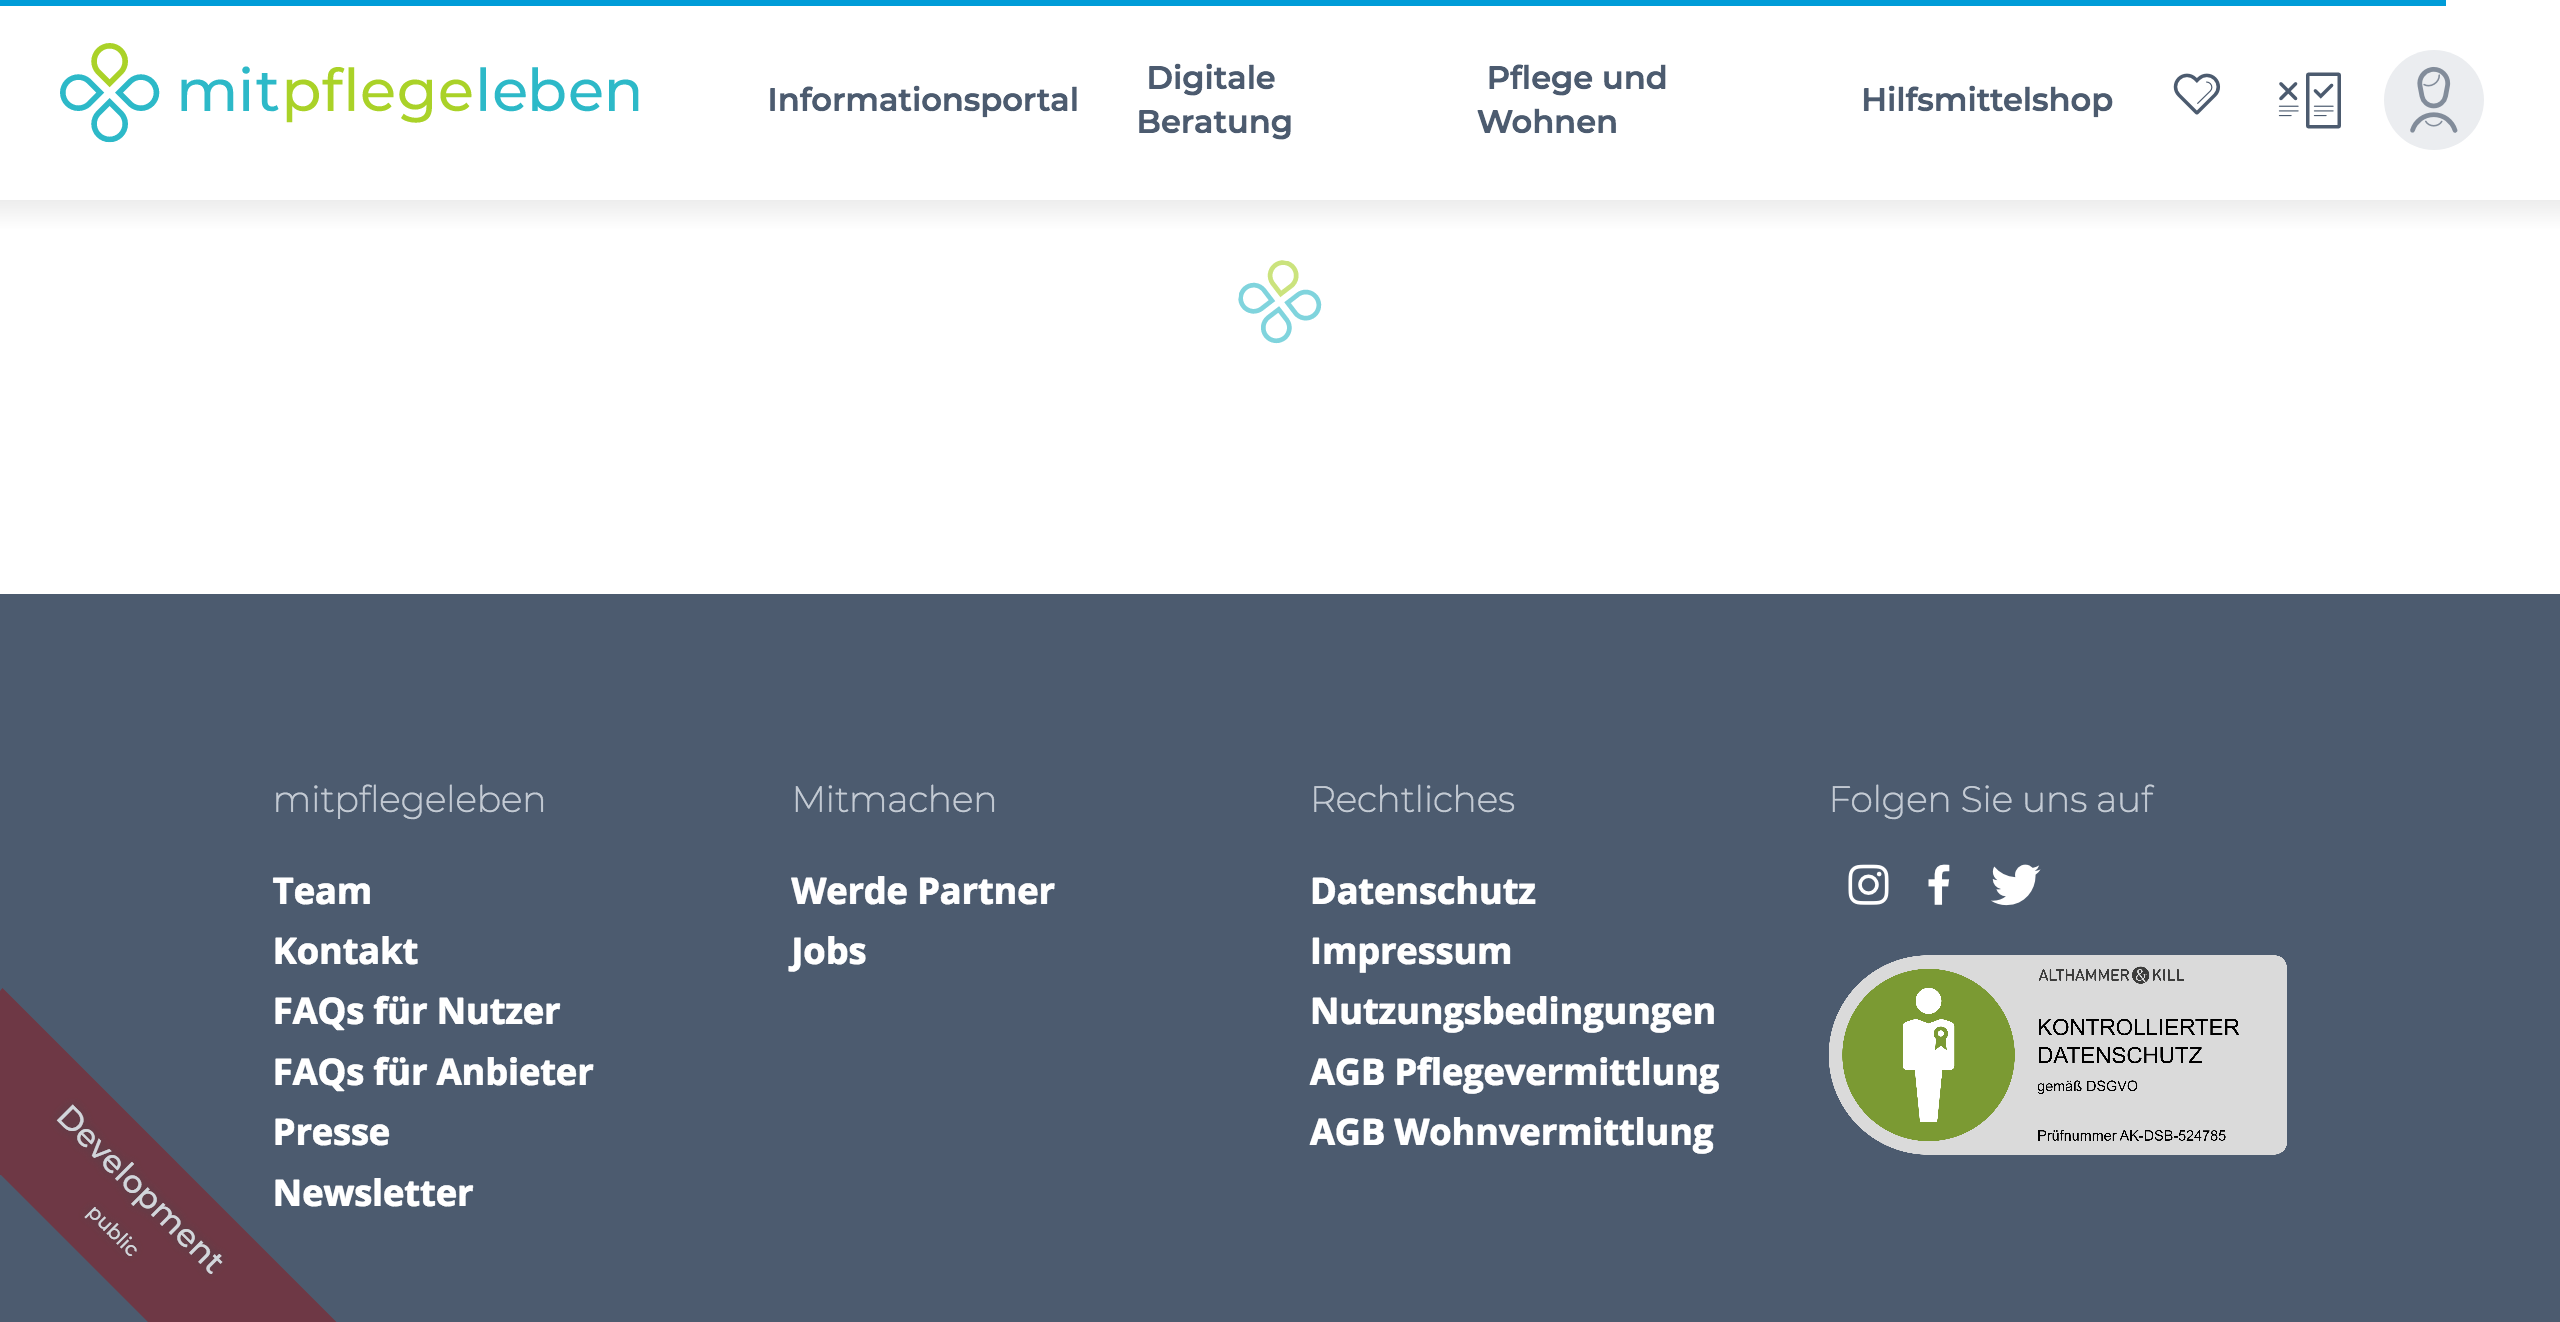 mitpflegeleben
Informationsportal
Digitale
Beratung
Pflege und
Wohnen
Hilfsmittelshop
mitpflegeleben
Team
Kontakt
FAQs für Nutzer
FAQs für Anbieter
Presse
Newsletter
Mitmachen
Werde Partner
Jobs
Rechtliches
Datenschutz
Impressum
Nutzungsbedingungen
AGB Pflegevermittlung
AGB Wohnvermittlung
Folgen Sie uns auf
ALTHAMMER & KILL
KONTROLLIERTER
DATENSCHUTZ
gemäß DSGVO
Prüfnummer AK-DSB-524785
Development
public